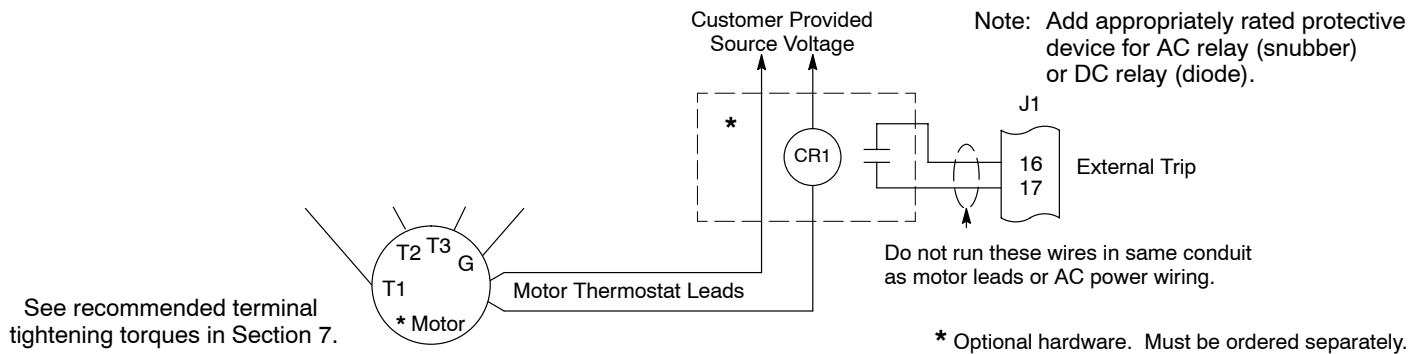 Customer Provided
Source Voltage
Note: Add appropriately rated protective
device for AC relay (snubber)
or DC relay (diode).
J1
*
CR1
16
17
External Trip
Do not run these wires in same conduit
as motor leads or AC power wiring.
T2 T3
G
T1
* Motor
Motor Thermostat Leads
See recommended terminal
tightening torques in Section 7.
* Optional hardware. Must be ordered separately.